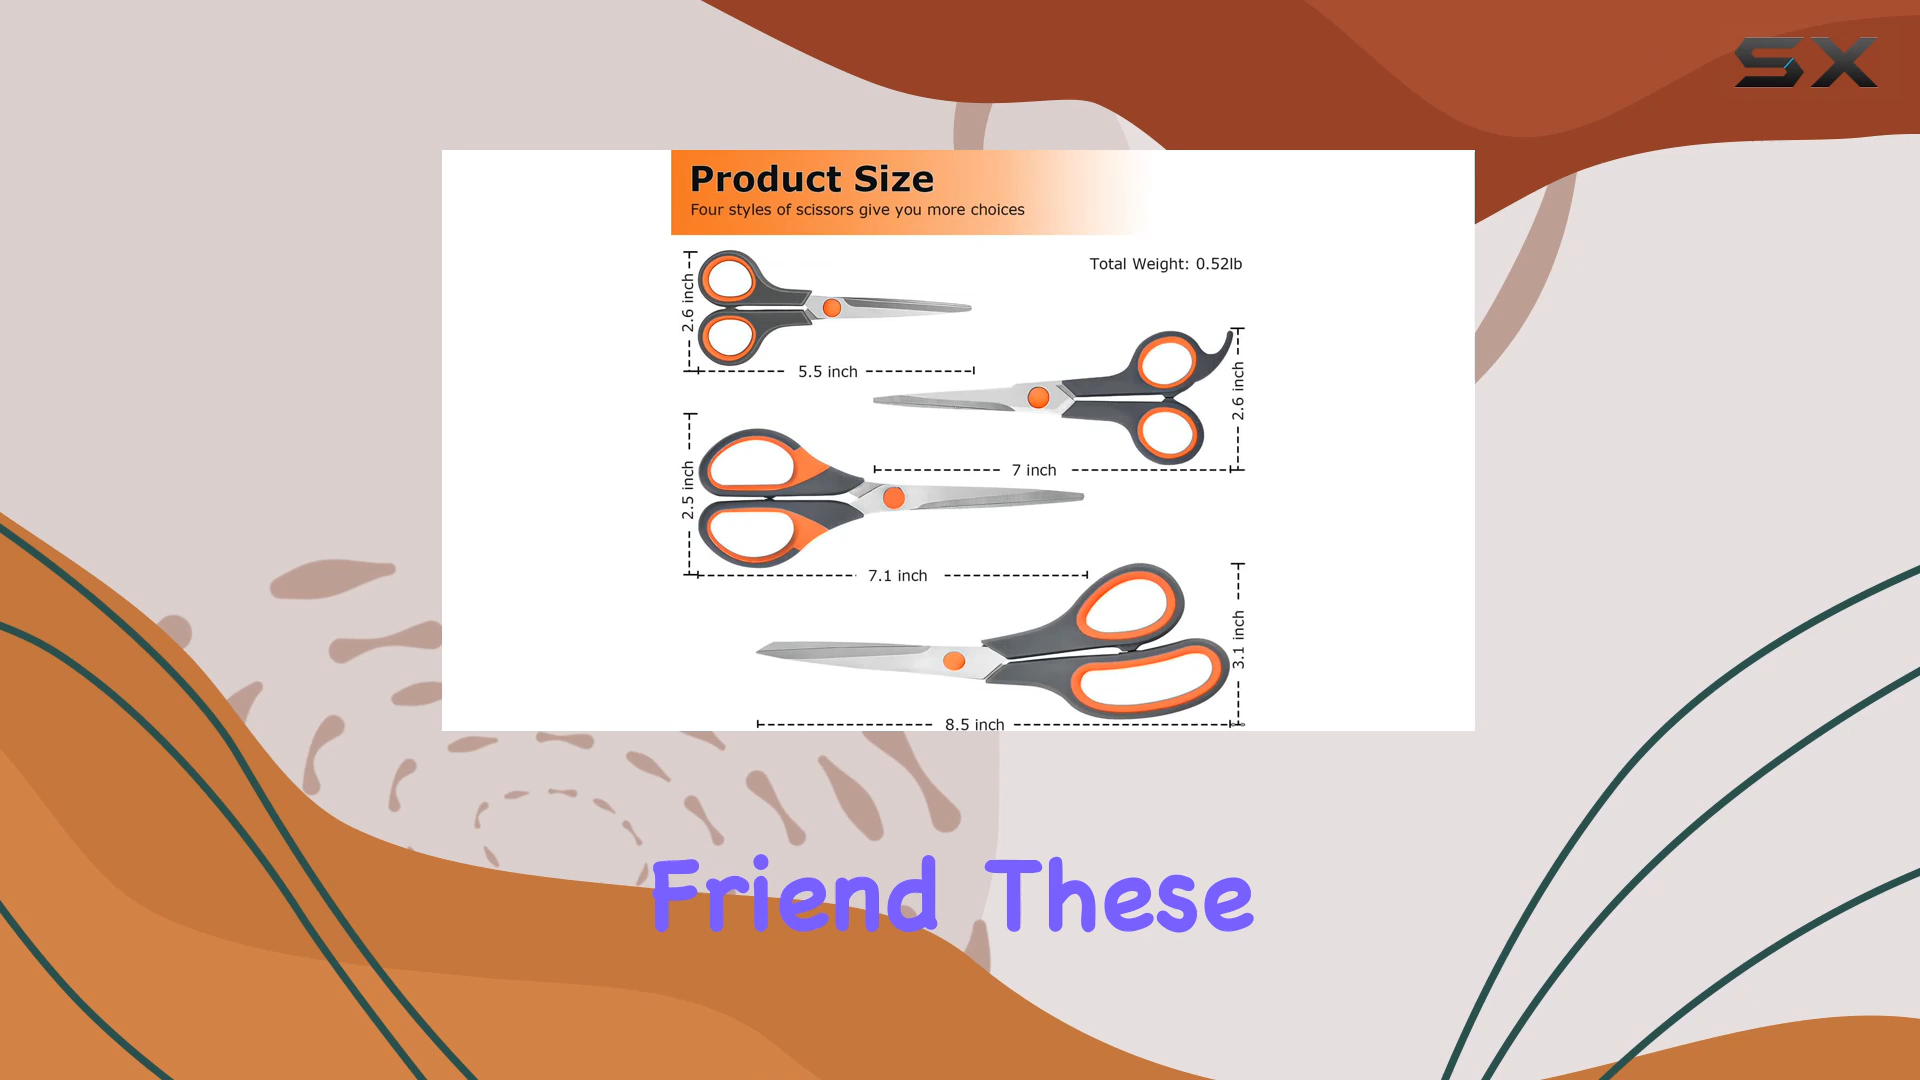 SX
Product Size
Four styles of scissors give you more choices
Total Weight: 0.52lb
2.6 inch
5.5 inch
2.6 inch
7 inch
2.5 inch
7.1 inch
3.1 inch
8.5 inch
Friend These